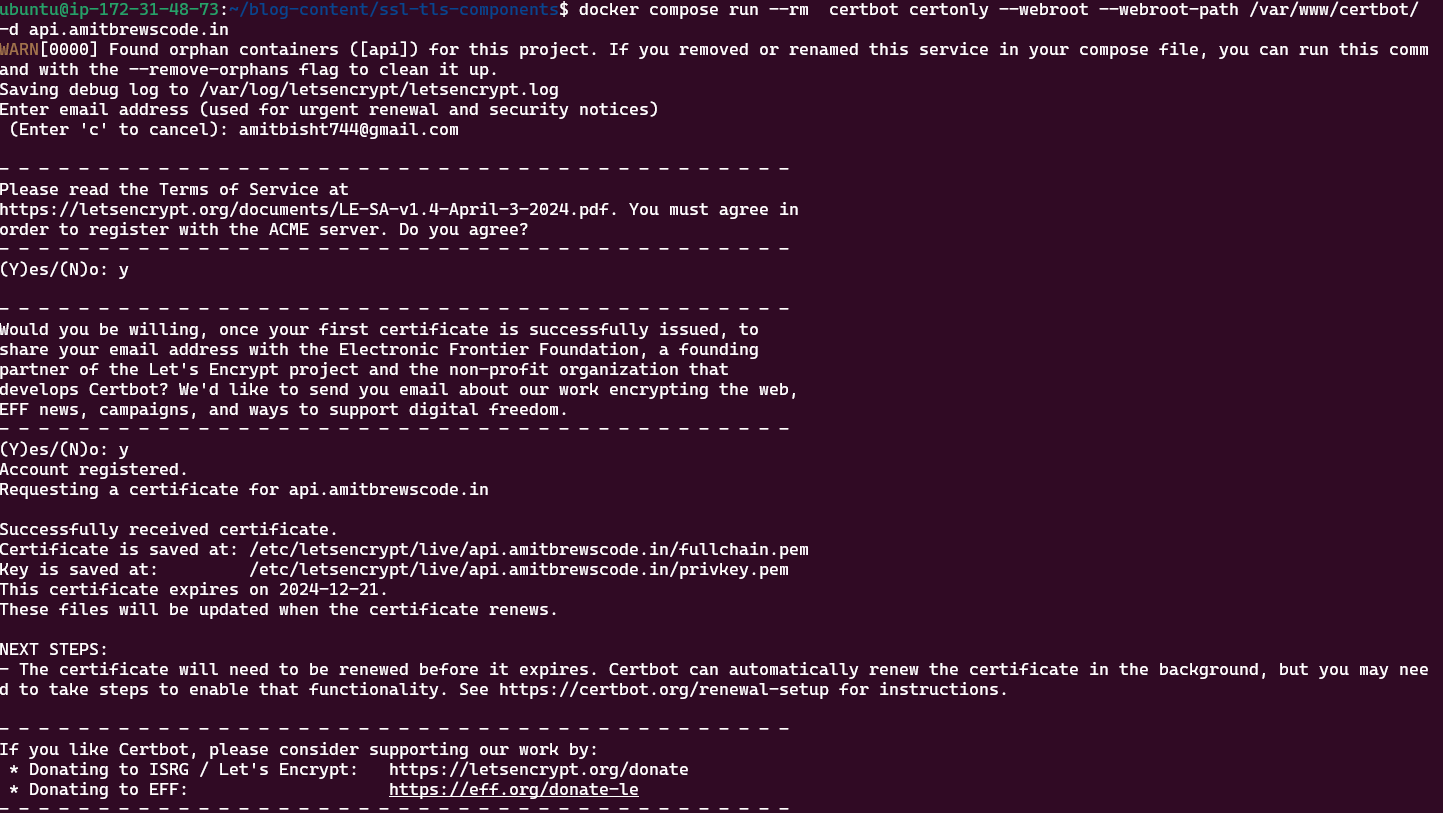 ubuntu@ip-172-31-48-73:~/blog-content/ssl-tls-components$ docker compose run --rm  certbot certonly --webroot --webroot-path /var/www/certbot/
-d api.amitbrewscode.in
WARN[0000] Found orphan containers ([api]) for this project. If you removed or renamed this service in your compose file, you can run this comm
and with the --remove-orphans flag to clean it up.
Saving debug log to /var/log/letsencrypt/letsencrypt.log
Enter email address (used for urgent renewal and security notices)
 (Enter 'c' to cancel): amitbisht744@gmail.com
- - - - - - - - - - - - - - - - - - - - - - - - - - - - - - - - - - - - - - - -
Please read the Terms of Service at
https://letsencrypt.org/documents/LE-SA-v1.4-April-3-2024.pdf. You must agree in
order to register with the ACME server. Do you agree?
- - - - - - - - - - - - - - - - - - - - - - - - - - - - - - - - - - - - - - - -
(Y)es/(N)o: y
- - - - - - - - - - - - - - - - - - - - - - - - - - - - - - - - - - - - - - - -
Would you be willing, once your first certificate is successfully issued, to
share your email address with the Electronic Frontier Foundation, a founding
partner of the Let's Encrypt project and the non-profit organization that
develops Certbot? We'd like to send you email about our work encrypting the web,
EFF news, campaigns, and ways to support digital freedom.
- - - - - - - - - - - - - - - - - - - - - - - - - - - - - - - - - - - - - - - -
(Y)es/(N)o: y
Account registered.
Requesting a certificate for api.amitbrewscode.in
Successfully received certificate.
Certificate is saved at: /etc/letsencrypt/live/api.amitbrewscode.in/fullchain.pem
Key is saved at:         /etc/letsencrypt/live/api.amitbrewscode.in/privkey.pem
This certificate expires on 2024-12-21.
These files will be updated when the certificate renews.
NEXT STEPS:
- The certificate will need to be renewed before it expires. Certbot can automatically renew the certificate in the background, but you may nee
d to take steps to enable that functionality. See https://certbot.org/renewal-setup for instructions.
- - - - - - - - - - - - - - - - - - - - - - - - - - - - - - - - - - - - - - - -
If you like Certbot, please consider supporting our work by:
 * Donating to ISRG / Let's Encrypt:   https://letsencrypt.org/donate
 * Donating to EFF:                    https://eff.org/donate-le
- - - - - - - - - - - - - - - - - - - - - - - - - - - - - - - - - - - - - - - -